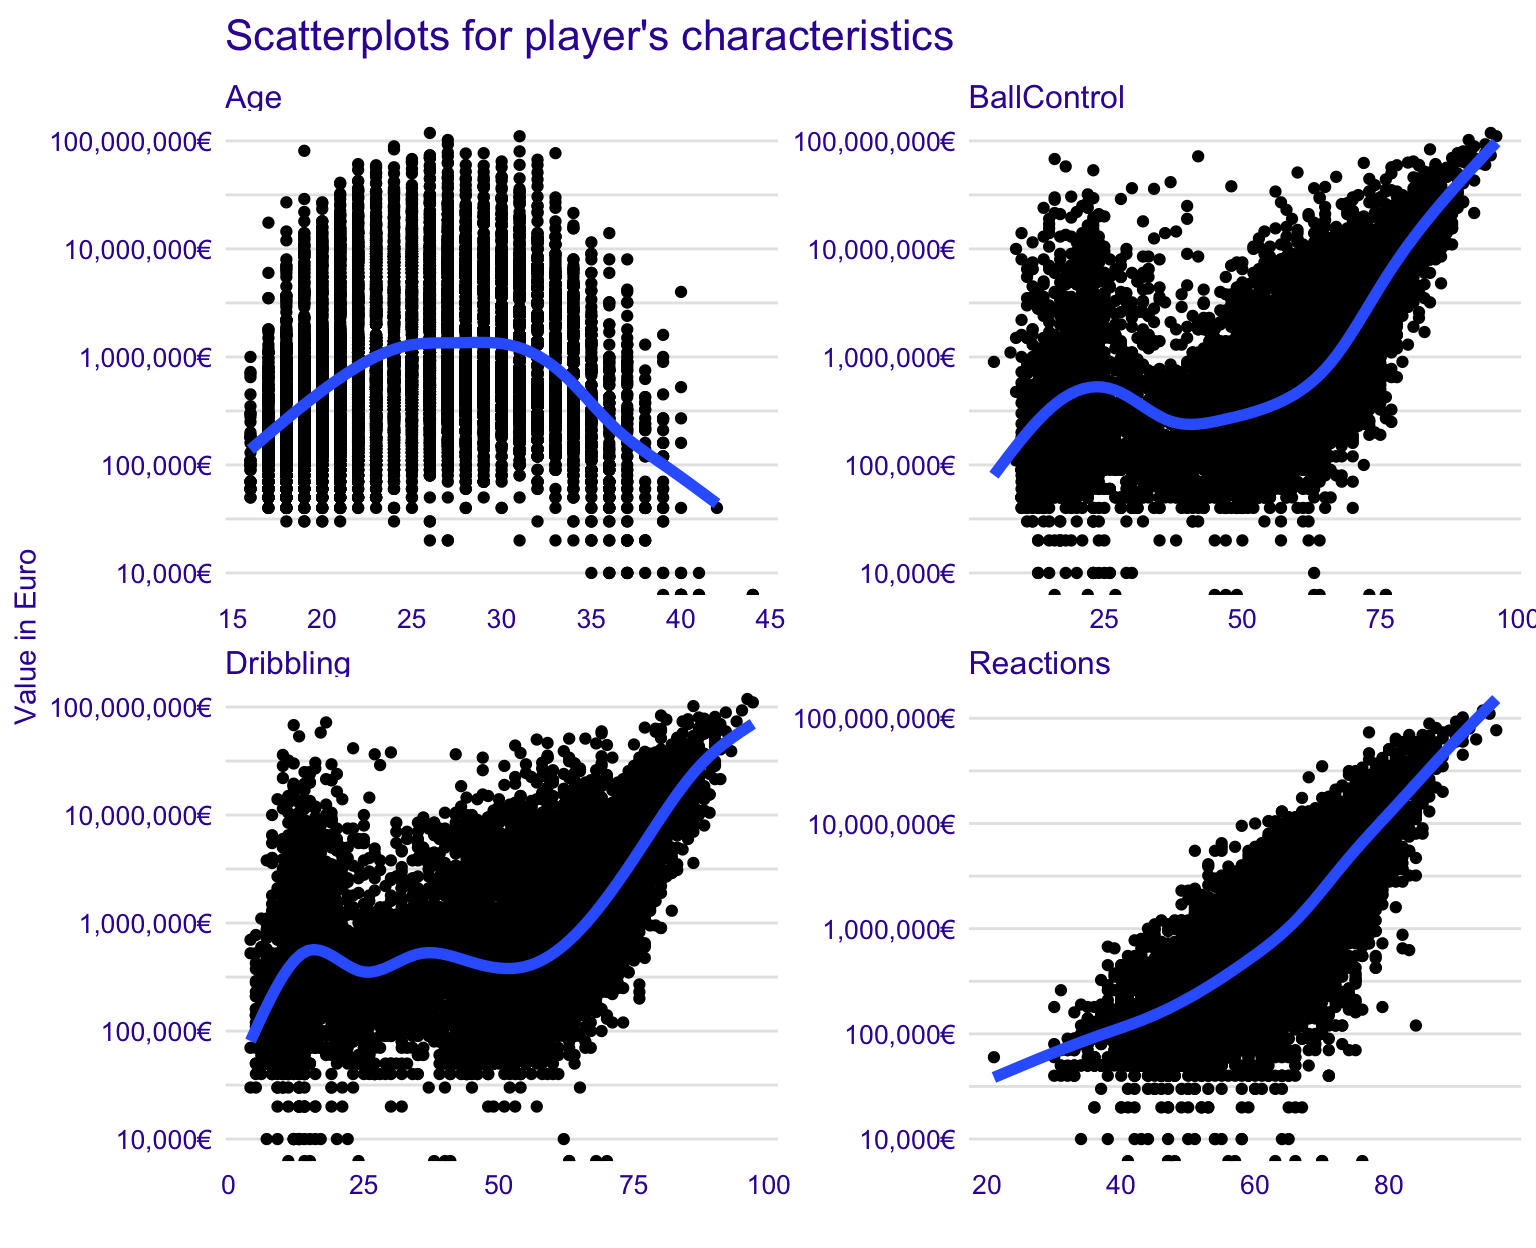 Scatterplots for player's characteristics
Age
100,000,000€
10,000,000€
1,000,000€
100,000€
10,000€
15 20 25 30 35 40 45
BallControl
100,000,000€
10,000,000€
1,000,000€
100,000€
10,000€
25 50 75 100
Value in Euro
Dribbling
100,000,000€
10,000,000€
1,000,000€
100,000€
10,000€
0 25 50 75 100
Reactions
100,000,000€
10,000,000€
1,000,000€
100,000€
10,000€
20 40 60 80